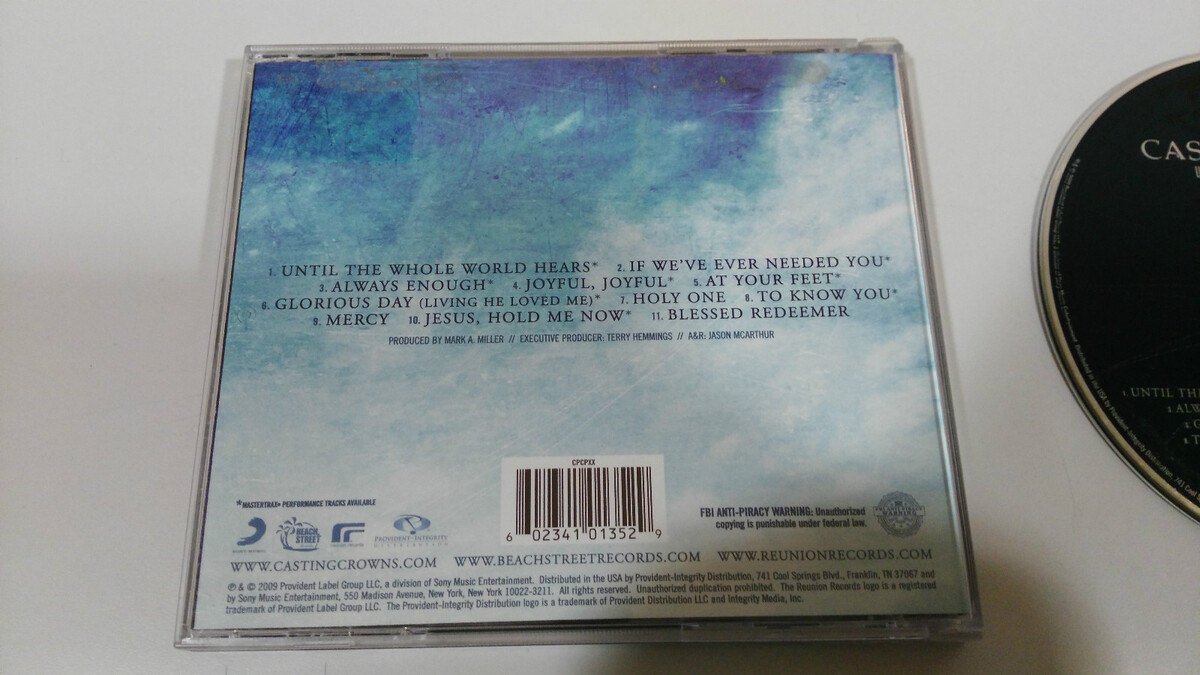 1. UNTIL THE WHOLE WORLD HEARS* 2. IF WE'VE EVER NEEDED YOU*
3. ALWAYS ENOUGH* 4. JOYFUL, JOYFUL* 5. AT YOUR FEET*
6. GLORIOUS DAY (LIVING HE LOVED ME)* 7. HOLY ONE 8. TO KNOW YOU*
9. MERCY 10. JESUS, HOLD ME NOW* 11. BLESSED REDEEMER
PRODUCED BY MARK A. MILLER // EXECUTIVE PRODUCER: TERRY HEMMINGS // A&R: JASON MCARTHUR
CPCPXX
6 02341 01352 9
*MASTERTRAX® PERFORMANCE TRACKS AVAILABLE
BEACH
STREET
PROVIDENT-INTEGRITY
DISTRIBUTION
FBI ANTI-PIRACY WARNING: Unauthorized
copying is punishable under federal law.
WWW.CASTINGCROWNS.COM WWW.BEACHSTREETRECORDS.COM WWW.REUNIONRECORDS.COM
℗ & © 2009 Provident Label Group LLC, a division of Sony Music Entertainment. Distributed in the USA by Provident-Integrity Distribution, 741 Cool Springs Blvd., Franklin, TN 37067 and
by Sony Music Entertainment, 550 Madison Avenue, New York, New York 10022-3211. All rights reserved. Unauthorized duplication prohibited. The Reunion Records logo is a registered
trademark of Provident Label Group LLC. The Provident-Integrity Distribution logo is a trademark of Provident Distribution LLC and Integrity Media, Inc.
CAS
1. UNTIL TH